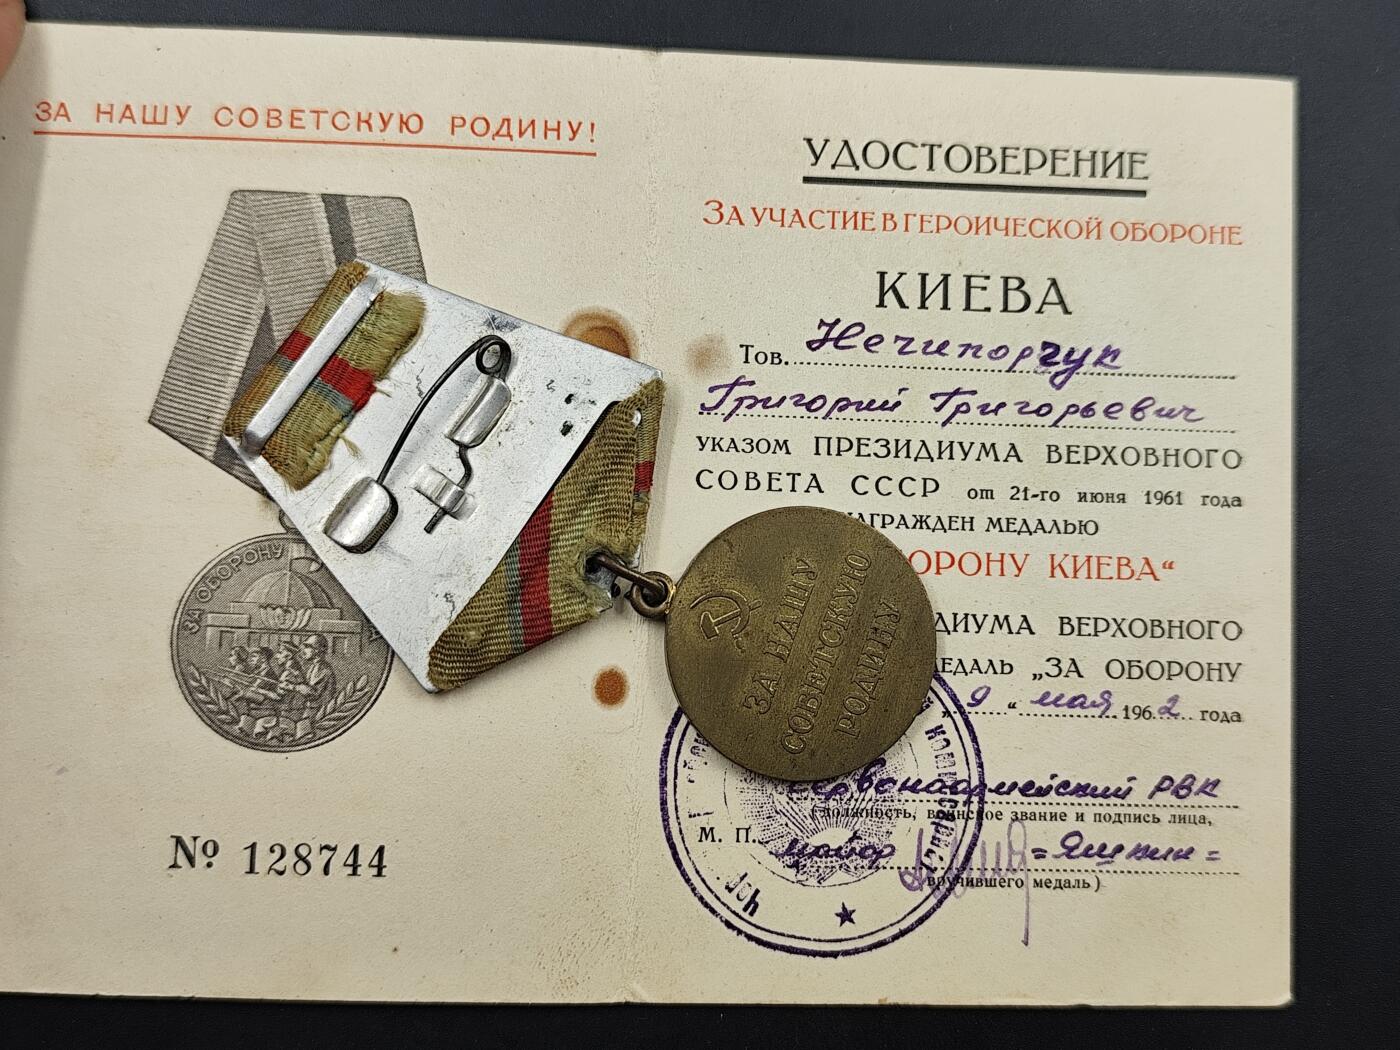 ЗА НАШУ СОВЕТСКУЮ РОДИНУ!
ЗА ОБОРОНУ
№ 128744
УДОСТОВЕРЕНИЕ
ЗА УЧАСТИЕ В ГЕРОИЧЕСКОЙ ОБОРОНЕ
КИЕВА
Тов. Нечипорчук
Григорий Григорьевич
УКАЗОМ ПРЕЗИДИУМА ВЕРХОВНОГО
СОВЕТА СССР от 21-го июня 1961 года
НАГРАЖДЕН МЕДАЛЬЮ
ОРОНУ КИЕВА“
ДИУМА ВЕРХОВНОГО
ЕДАЛЬ „ЗА ОБОРОНУ
„9“ мая 1962 года
рвоноармейский РВК
(должность, воинское звание и подпись лица,
М. П. майор =Яшкин=
вручившего медаль)
ЗА НАШУ
СОВЕТСКУЮ
РОДИНУ